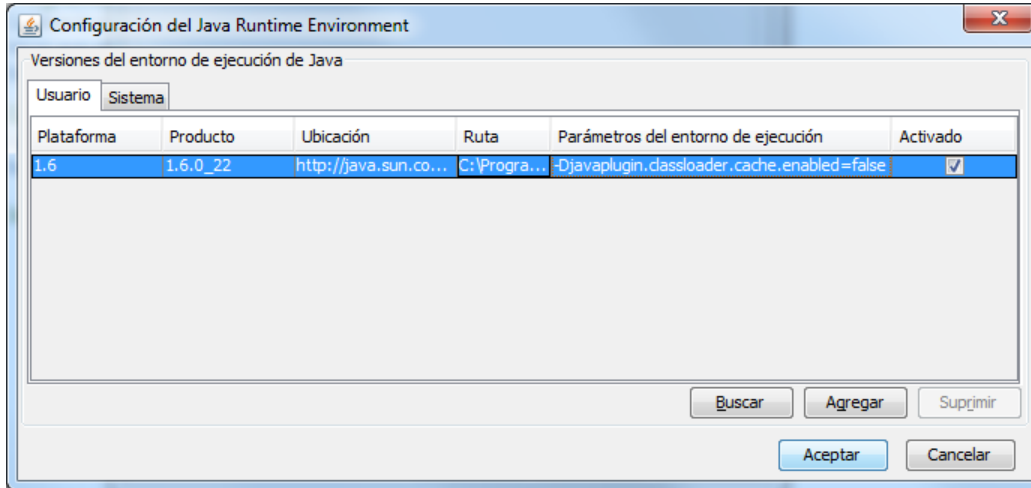 Configuración del Java Runtime Environment
Versiones del entorno de ejecución de Java
Usuario Sistema
Plataforma Producto Ubicación Ruta Parámetros del entorno de ejecución Activado
1.6 1.6.0_22 http://java.sun.co... C:\Progra... -Djavaplugin.classloader.cache.enabled=false
Buscar Agregar Suprimir
Aceptar Cancelar